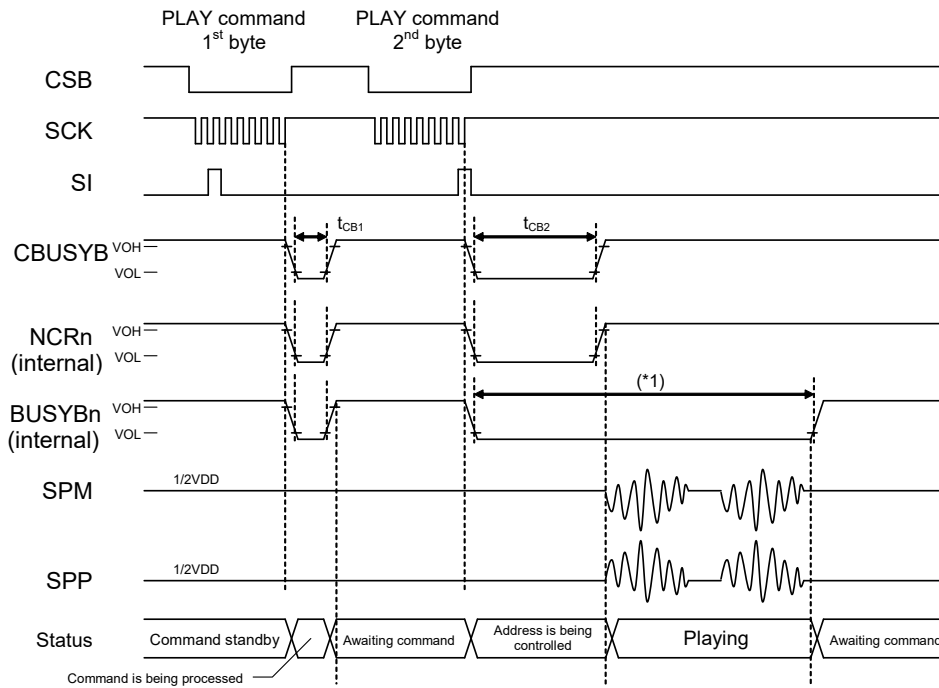 PLAY command
1st byte
PLAY command
2nd byte
CSB
SCK
SI
tCB1
tCB2
CBUSYB
VOH
VOL
NCRn
(internal)
VOH
VOL
(*1)
BUSYBn
(internal)
VOH
VOL
SPM
1/2VDD
SPP
1/2VDD
Status
Command standby
Awaiting command
Address is being
controlled
Playing
Awaiting command
Command is being processed